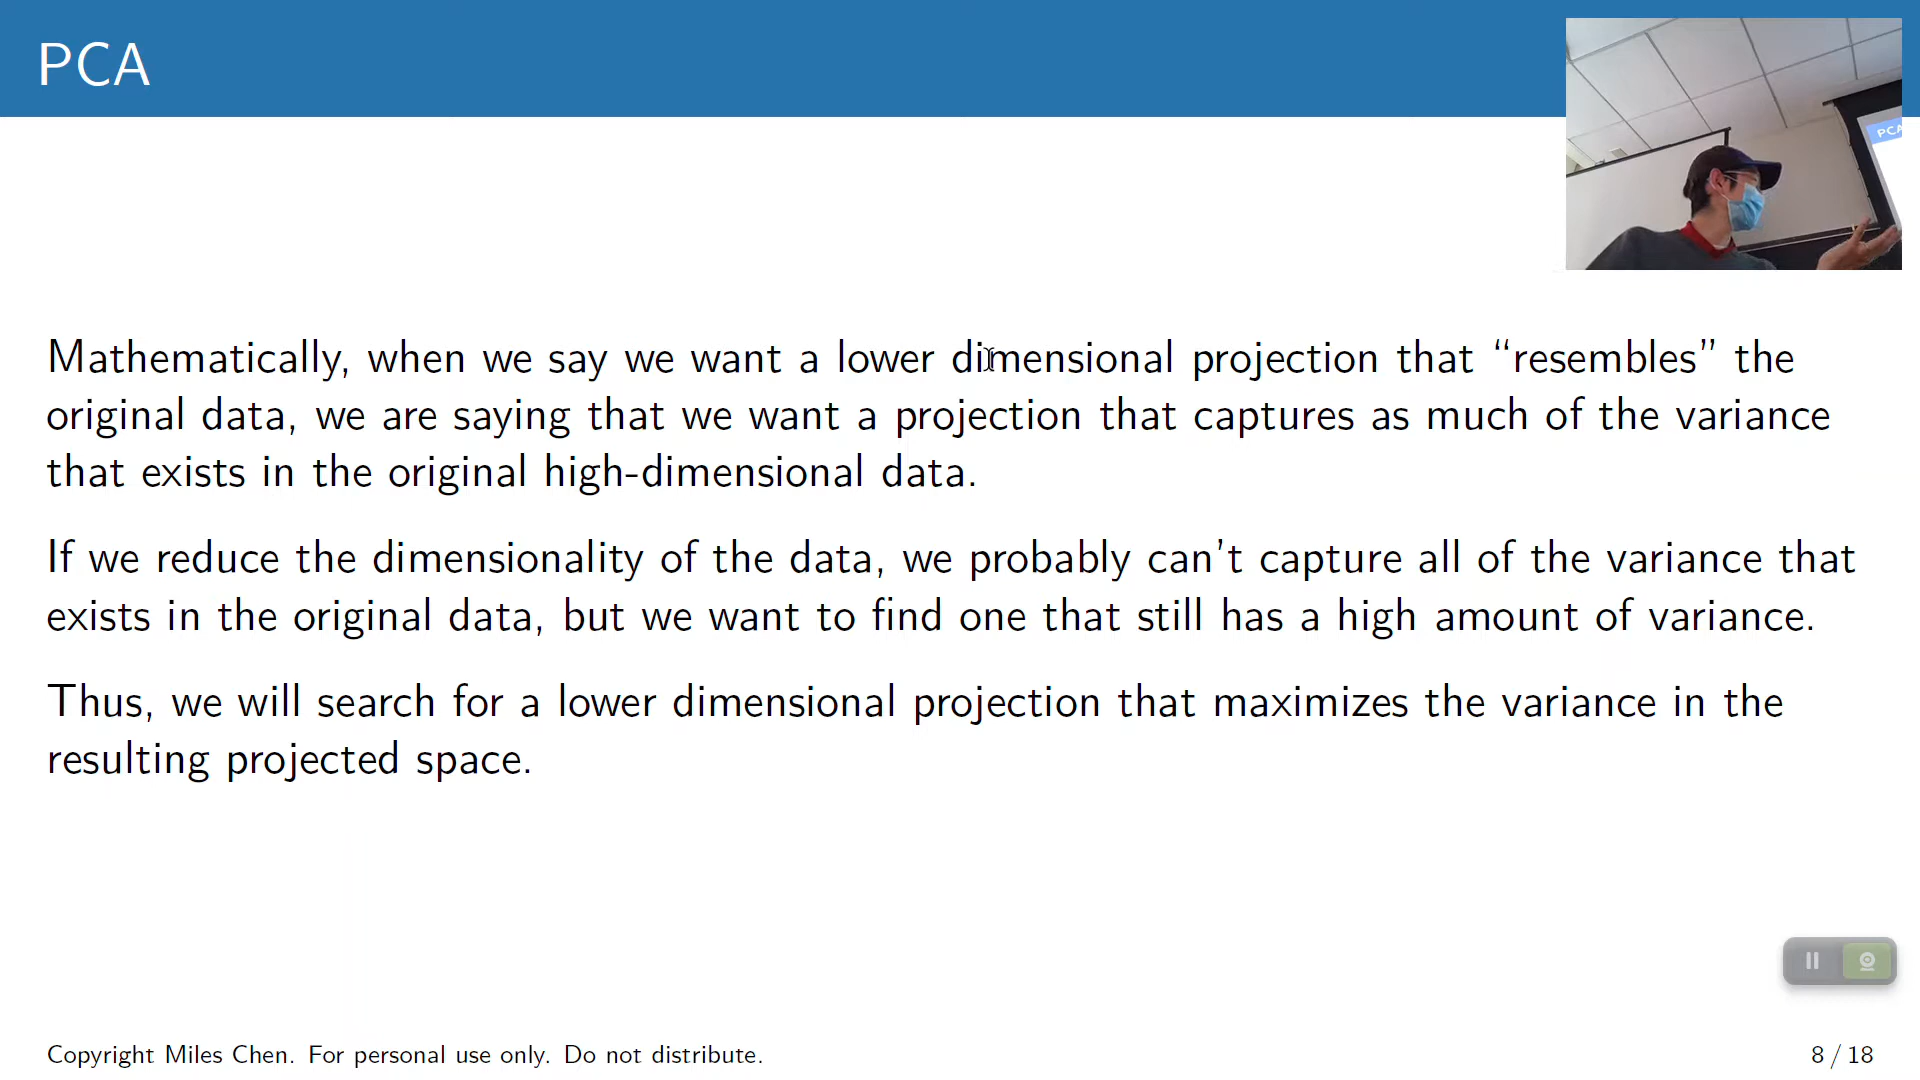 PCA
PCA
Mathematically, when we say we want a lower dimensional projection that “resembles” the
original data, we are saying that we want a projection that captures as much of the variance
that exists in the original high-dimensional data.
If we reduce the dimensionality of the data, we probably can’t capture all of the variance that
exists in the original data, but we want to find one that still has a high amount of variance.
Thus, we will search for a lower dimensional projection that maximizes the variance in the
resulting projected space.
Copyright Miles Chen. For personal use only. Do not distribute.
8 / 18